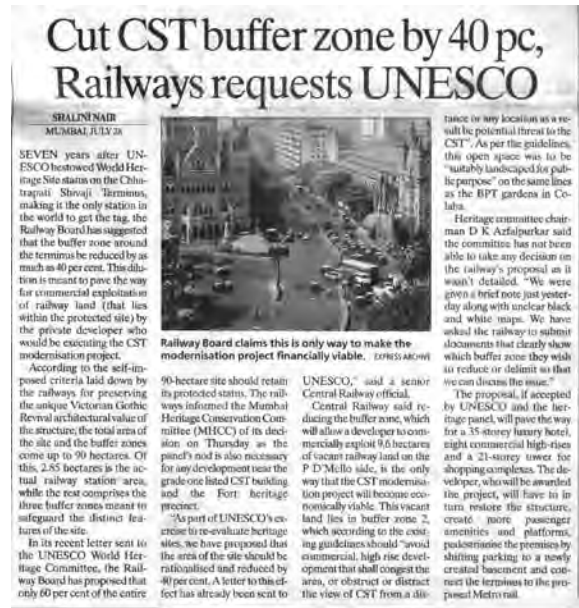 Cut CST buffer zone by 40 pc,
Railways requests UNESCO
SHALINI NAIR
MUMBAI, JULY 28
SEVEN years after UN-
ESCO bestowed World Her-
itage Site status on the Chha-
trapati Shivaji Terminus,
making it the only station in
the world to get the tag, the
Railway Board has suggested
that the buffer zone around
the terminus be reduced by as
much as 40 per cent. This dilu-
tion is meant to pave the way
for commercial exploitation
of railway land (that lies
within the protected site) by
the private developer who
would be executing the CST
modernisation project.
According to the self-im-
posed criteria laid down by
the railways for preserving
the unique Victorian Gothic
Revival architectural value of
the structure, the total area of
the site and the buffer zones
come up to 90 hectares. Of
this, 2.85 hectares is the ac-
tual railway station area,
while the rest comprises the
three buffer zones meant to
safeguard the distinct fea-
tures of the site.
In its recent letter sent to
the UNESCO World Her-
itage Committee, the Rail-
way Board has proposed that
only 60 per cent of the entire
Railway Board claims this is only way to make the
modernisation project financially viable. EXPRESS ARCHIVE
90-hectare site should retain
its protected status. The rail-
ways informed the Mumbai
Heritage Conservation Com-
mittee (MHCC) of its deci-
sion on Thursday as the
panel's nod is also necessary
for any development near the
grade one listed CST building
and the Fort heritage
precinct.
"As part of UNESCO's ex-
ercise to re-evaluate heritage
sites, we have proposed that
the area of the site should be
rationalised and reduced by
40 per cent. A letter to this ef-
fect has already been sent to
UNESCO," said a senior
Central Railway official.
Central Railway said re-
ducing the buffer zone, which
will allow a developer to com-
mercially exploit 9.6 hectares
of vacant railway land on the
P D'Mello side, is the only
way that the CST modernisa-
tion project will become eco-
nomically viable. This vacant
land lies in buffer zone 2,
which according to the exist-
ing guidelines should "avoid
commercial, high rise devel-
opment that shall congest the
area, or obstruct or distract
the view of CST from a dis-
tance or any location as a re-
sult be potential threat to the
CST". As per the guidelines,
this open space was to be
"suitably landscaped for pub-
lic purpose" on the same lines
as the BPT gardens in Co-
laba.
Heritage committee chair-
man D K Afzalpurkar said
the committee has not been
able to take any decision on
the railway's proposal as it
wasn't detailed. "We were
given a brief note just yester-
day along with unclear black
and white maps. We have
asked the railway to submit
documents that clearly show
which buffer zone they wish
to reduce or delimit so that
we can discuss the issue."
The proposal, if accepted
by UNESCO and the her-
itage panel, will pave the way
for a 35-storey luxury hotel,
eight commercial high-rises
and a 21-storey tower for
shopping complexes. The de-
veloper, who will be awarded
the project, will have to in
turn restore the structure,
create more passenger
amenities and platforms,
pedestrianise the premises by
shifting parking to a newly
created basement and con-
nect the terminus to the pro-
posed Metro rail.